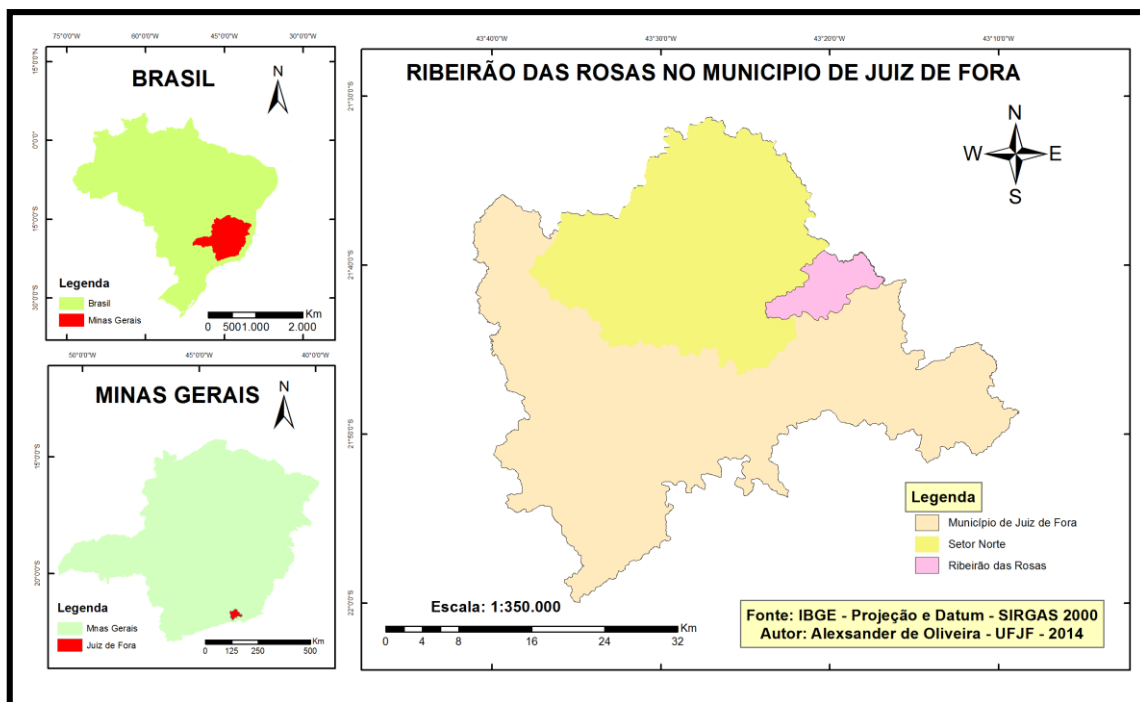 75°0'0"W 60°0'0"W 45°0'0"W 30°0'0"W
15°0'0"N
0°0'0"
15°0'0"S
30°0'0"S
BRASIL
N
Legenda
Brasil
Minas Gerais
Km
0 5001.000 2.000
50°0'0"W 45°0'0"W 40°0'0"W
15°0'0"S
20°0'0"S
MINAS GERAIS
N
Legenda
Mnas Gerais
Juiz de Fora
Km
0 125 250 500
43°40'0"W 43°30'0"W 43°20'0"W 43°10'0"W
21°30'0"S
21°40'0"S
21°50'0"S
22°0'0"S
RIBEIRÃO DAS ROSAS NO MUNICIPIO DE JUIZ DE FORA
N
W E
S
Legenda
Município de Juiz de Fora
Setor Norte
Ribeirão das Rosas
Escala: 1:350.000
Km
0 2 4 8 16 24 32
Fonte: IBGE - Projeção e Datum - SIRGAS 2000
Autor: Alexsander de Oliveira - UFJF - 2014